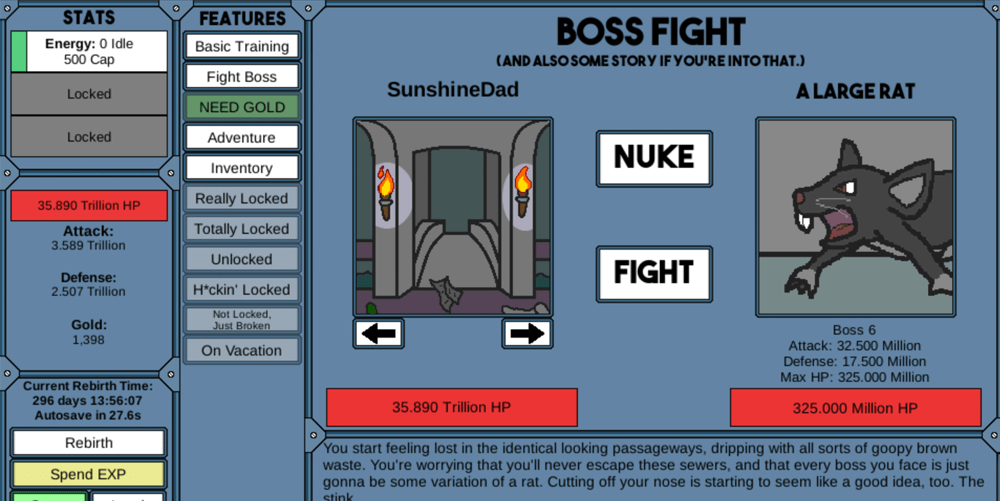 STATS
Energy: 0 Idle
500 Cap
Locked
Locked
35.890 Trillion HP
Attack:
3.589 Trillion
Defense:
2.507 Trillion
Gold:
1,398
Current Rebirth Time:
296 days 13:56:07
Autosave in 27.6s
Rebirth
Spend EXP
FEATURES
Basic Training
Fight Boss
NEED GOLD
Adventure
Inventory
Really Locked
Totally Locked
Unlocked
H*ckin' Locked
Not Locked,
Just Broken
On Vacation
BOSS FIGHT
(AND ALSO SOME STORY IF YOU'RE INTO THAT.)
SunshineDad
NUKE
FIGHT
A LARGE RAT
Boss 6
Attack: 32.500 Million
Defense: 17.500 Million
Max HP: 325.000 Million
35.890 Trillion HP
325.000 Million HP
You start feeling lost in the identical looking passageways, dripping with all sorts of goopy brown
waste. You're worrying that you'll never escape these sewers, and that every boss you face is just
gonna be some variation of a rat. Cutting off your nose is starting to seem like a good idea, too. The
stink